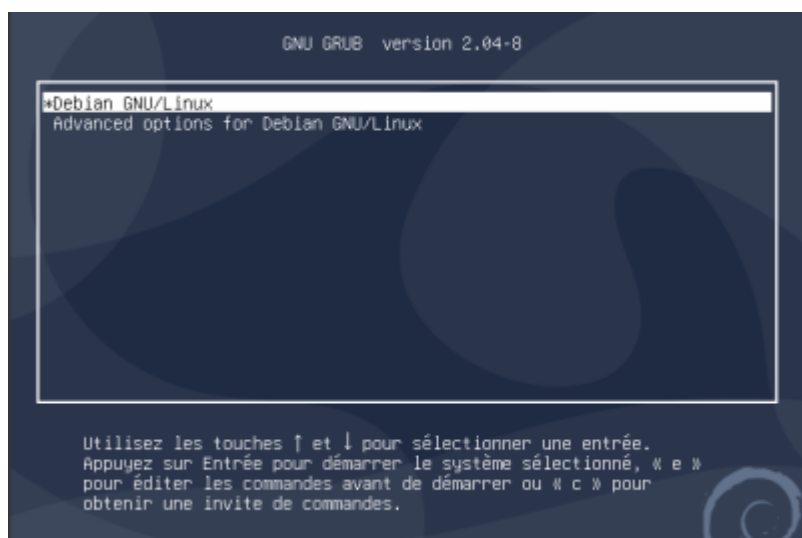 GNU GRUB version 2.04-8
*Debian GNU/Linux
Advanced options for Debian GNU/Linux
Utilisez les touches ↑ et ↓ pour sélectionner une entrée.
Appuyez sur Entrée pour démarrer le système sélectionné, « e »
pour éditer les commandes avant de démarrer ou « c » pour
obtenir une invite de commandes.